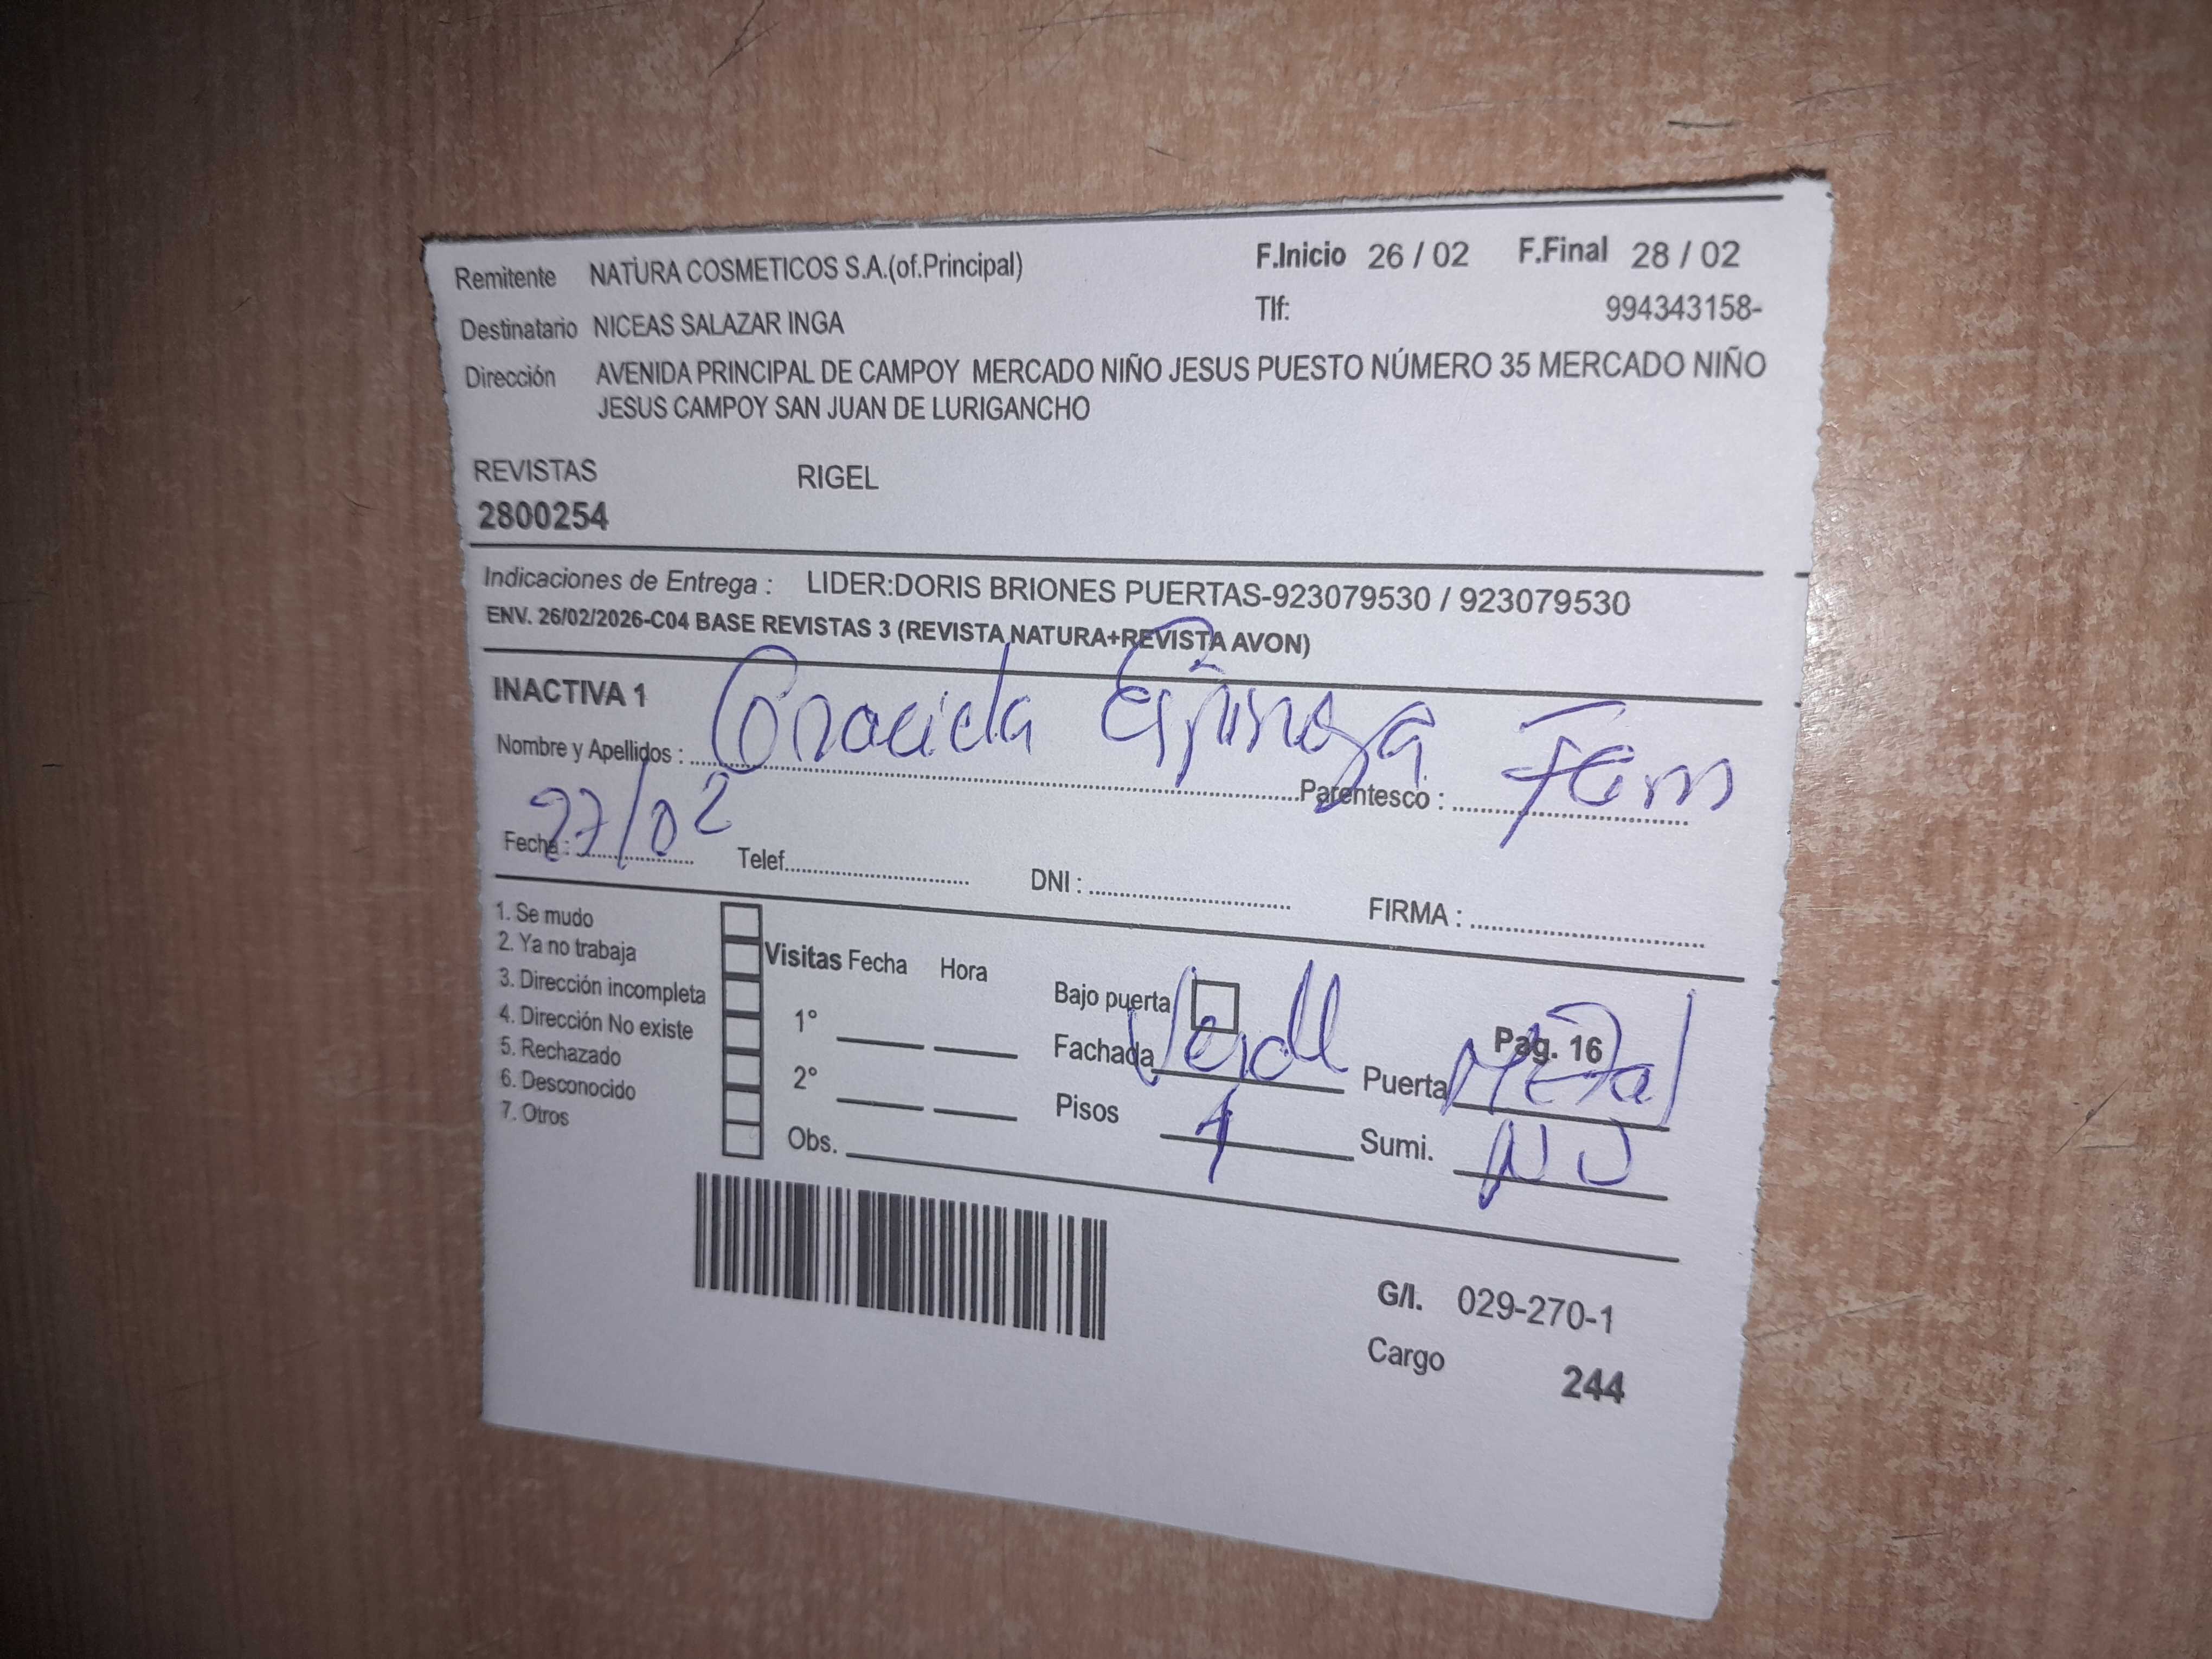 Remitente NATURA COSMETICOS S.A.(of.Principal) F.Inicio 26 / 02 F.Final 28 / 02
Destinatario NICEAS SALAZAR INGA Tlf: 994343158-
Dirección AVENIDA PRINCIPAL DE CAMPOY MERCADO NIÑO JESUS PUESTO NÚMERO 35 MERCADO NIÑO
JESUS CAMPOY SAN JUAN DE LURIGANCHO
REVISTAS RIGEL
2800254
Indicaciones de Entrega : LIDER:DORIS BRIONES PUERTAS-923079530 / 923079530
ENV. 26/02/2026-C04 BASE REVISTAS 3 (REVISTA NATURA+REVISTA AVON)
INACTIVA 1
Nombre y Apellidos : Graciela Parentesco : Fam
Fecha : 27/02 Telef. DNI : FIRMA :
1. Se mudo
2. Ya no trabaja
3. Dirección incompleta
4. Dirección No existe
5. Rechazado
6. Desconocido
7. Otros
Visitas Fecha Hora
1°
2°
Obs.
Bajo puerta Pag. 16
Fachada Verde Puerta Metal
Pisos 1 Sumi.
G/I. 029-270-1
Cargo 244